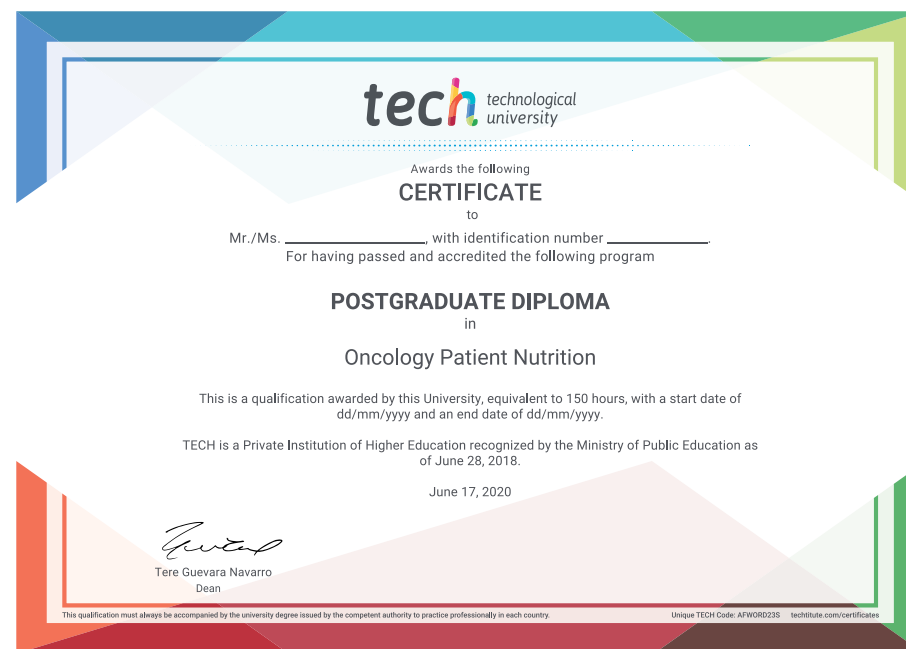 tech technological
university
Awards the following
CERTIFICATE
to
Mr./Ms. ____________________, with identification number ______________.
For having passed and accredited the following program
POSTGRADUATE DIPLOMA
in
Oncology Patient Nutrition
This is a qualification awarded by this University, equivalent to 150 hours, with a start date of
dd/mm/yyyy and an end date of dd/mm/yyyy.
TECH is a Private Institution of Higher Education recognized by the Ministry of Public Education as
of June 28, 2018.
June 17, 2020
Tere Guevara Navarro
Dean
This qualification must always be accompanied by the university degree issued by the competent authority to practice professionally in each country. Unique TECH Code: AFWORD23S techtitute.com/certificates